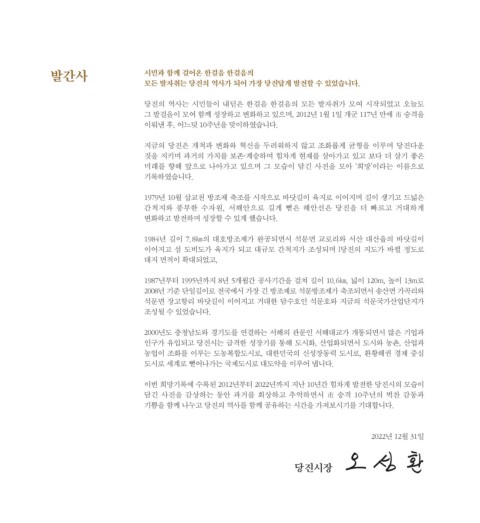 발간사
시민과 함께 걸어온 한걸음 한걸음의
모든 발자취는 당진의 역사가 되어 가장 당진답게 발전할 수 있었습니다.
당진의 역사는 시민들이 내딛은 한걸음 한걸음의 모든 발자취가 모여 시작되었고 오늘도
그 발걸음이 모여 함께 성장하고 변화하고 있으며, 2012년 1월 1일 개군 117년 만에 市 승격을
이뤄낸 후, 어느덧 10주년을 맞이하였습니다.
지금의 당진은 개척과 변화와 혁신을 두려워하지 않고 조화롭게 균형을 이루며 당진다운
것을 지키며 과거의 가치를 보존·계승하며 힘차게 현재를 살아가고 있고 보다 더 살기 좋은
미래를 향해 앞으로 나아가고 있으며 그 모습이 담긴 사진을 모아 '희망'이라는 이름으로
기록하였습니다.
1979년 10월 삽교천 방조제 축조를 시작으로 바닷길이 육지로 이어지며 길이 생기고 드넓은
간척지와 풍부한 수자원, 서해안으로 길게 뻗은 해안선은 당진을 더 빠르고 거대하게
변화하고 발전하며 성장할 수 있게 했습니다.
1984년 길이 7.8㎞의 대호방조제가 완공되면서 석문면 교로리와 서산 대산읍의 바닷길이
이어지고 섬 도비도가 육지가 되고 대규모 간척지가 조성되며 당진의 지도가 바뀔 정도로
대지 면적이 확대되었고,
1987년부터 1995년까지 8년 5개월간 공사기간을 걸쳐 길이 10.6㎞, 넓이 120m, 높이 13m로
2008년 기준 단일길이로 전국에서 가장 긴 방조제로 석문방조제가 축조되면서 송산면 가곡리와
석문면 장고항리 바닷길이 이어지고 거대한 담수호인 석문호와 지금의 석문국가산업단지가
조성될 수 있었습니다.
2000년도 충청남도와 경기도를 연결하는 서해의 관문인 서해대교가 개통되면서 많은 기업과
인구가 유입되고 당진시는 급격한 성장기를 통해 도시화, 산업화되면서 도시와 농촌, 산업과
농업이 조화를 이루는 도농복합도시로, 대한민국의 신성장동력 도시로, 환황해권 경제 중심
도시로 세계로 뻗어나가는 국제도시로 대도약을 이루어 냅니다.
이번 희망기록에 수록된 2012년부터 2022년까지 지난 10년간 힘차게 발전한 당진시의 모습이
담긴 사진을 감상하는 동안 과거를 회상하고 추억하면서 市 승격 10주년의 벅찬 감동과
기쁨을 함께 나누고 당진의 역사를 함께 공유하는 시간을 가져보시기를 기대합니다.
2022년 12월 31일
당진시장 오성환